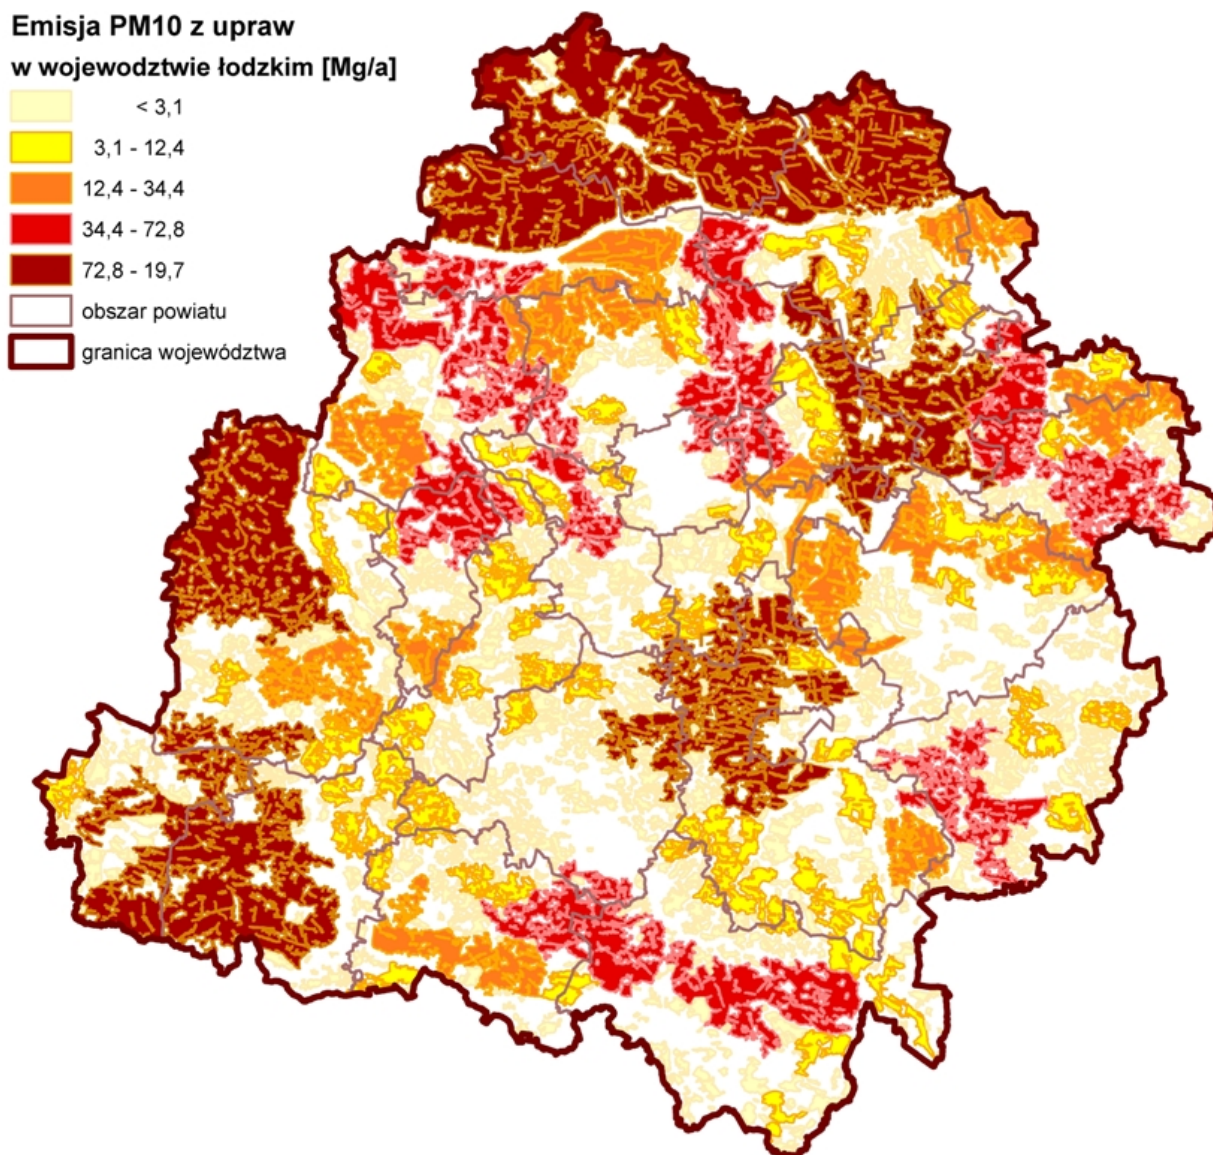 Emisja PM10 z upraw
w wojewodztwie łodzkim [Mg/a]
< 3,1
3,1 - 12,4
12,4 - 34,4
34,4 - 72,8
72,8 - 19,7
obszar powiatu
granica województwa